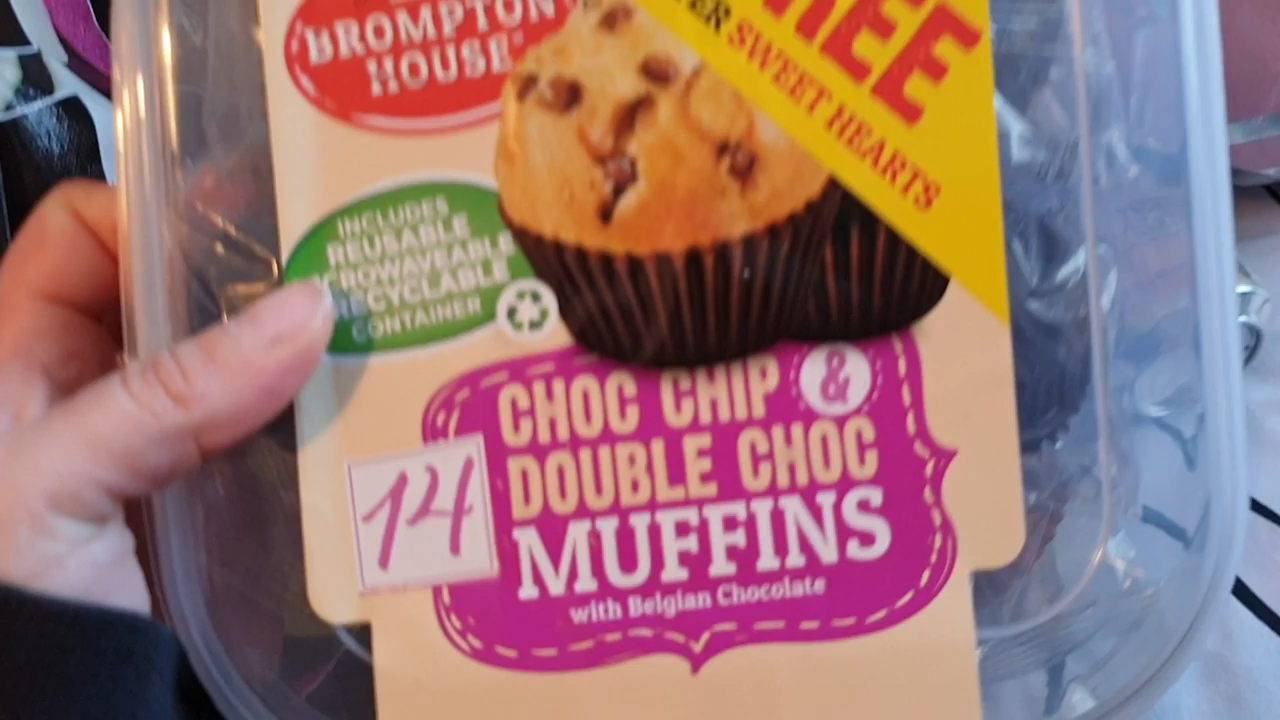 BROMPTON
HOUSE
FREE
SWEET HEARTS
INCLUDES
REUSABLE
MICROWAVEABLE
RECYCLABLE
CONTAINER
CHOC CHIP &
DOUBLE CHOC
MUFFINS
with Belgian Chocolate
14